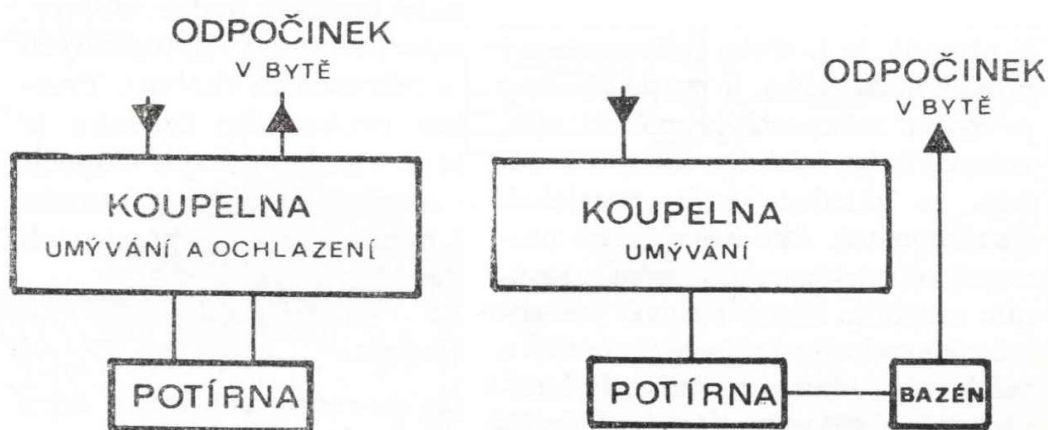 ODPOČINEK
V BYTĚ
KOUPELNA
UMÝVÁNÍ A OCHLAZENÍ
POTÍRNA
ODPOČINEK
V BYTĚ
KOUPELNA
UMÝVÁNÍ
POTÍRNA
BAZÉN